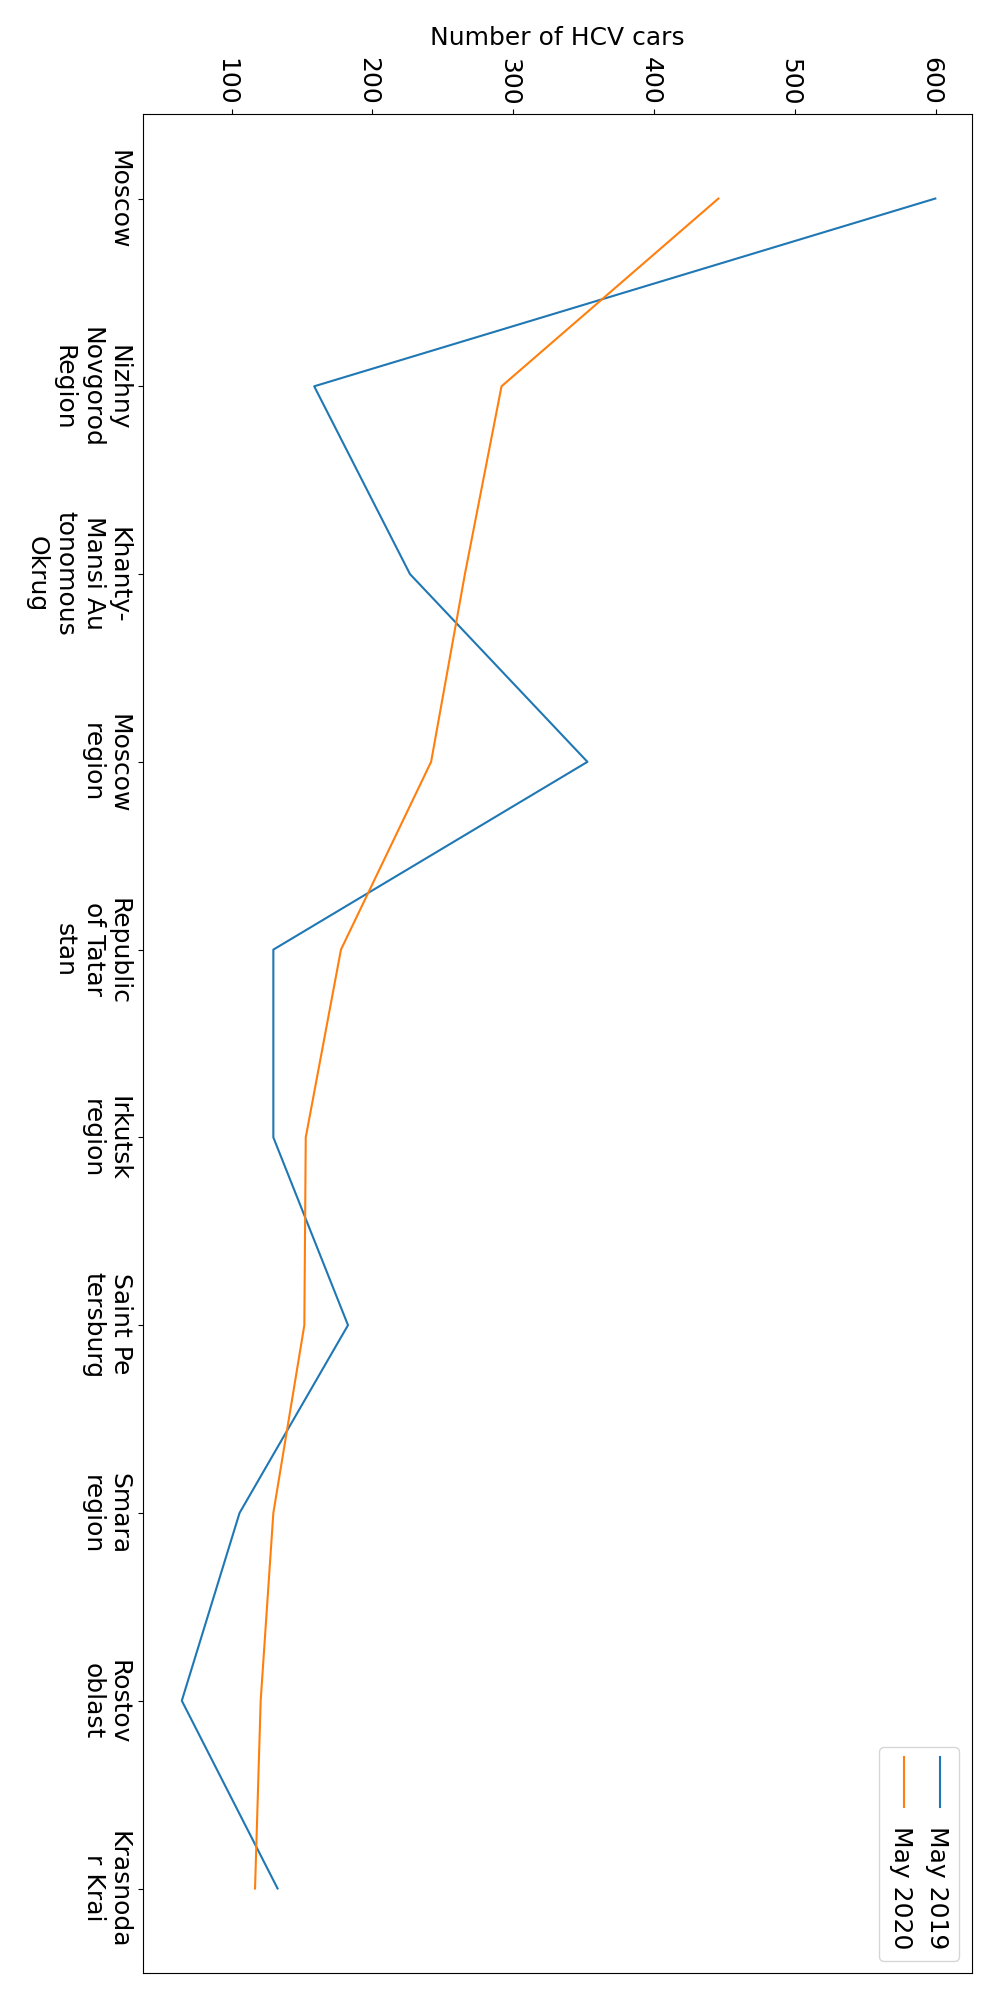 Number of HCV cars
100
200
300
400
500
600
Moscow
Nizhny
Novgorod
Region
Khanty-
Mansi Au
tonomous
Okrug
Moscow
region
Republic
of Tatar
stan
Irkutsk
region
Saint Pe
tersburg
Smara
region
Rostov
oblast
Krasnoda
r Krai
May 2019
May 2020